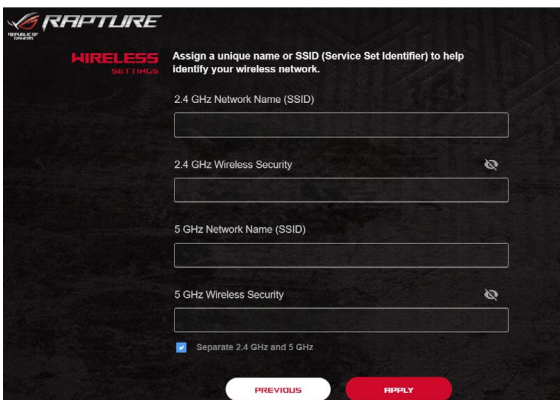 RAPTURE
REPUBLIC OF
GAMERS
WIRELESS
SETTINGS
Assign a unique name or SSID (Service Set Identifier) to help
identify your wireless network.
2.4 GHz Network Name (SSID)
2.4 GHz Wireless Security
5 GHz Network Name (SSID)
5 GHz Wireless Security
Separate 2.4 GHz and 5 GHz
PREVIOUS
APPLY